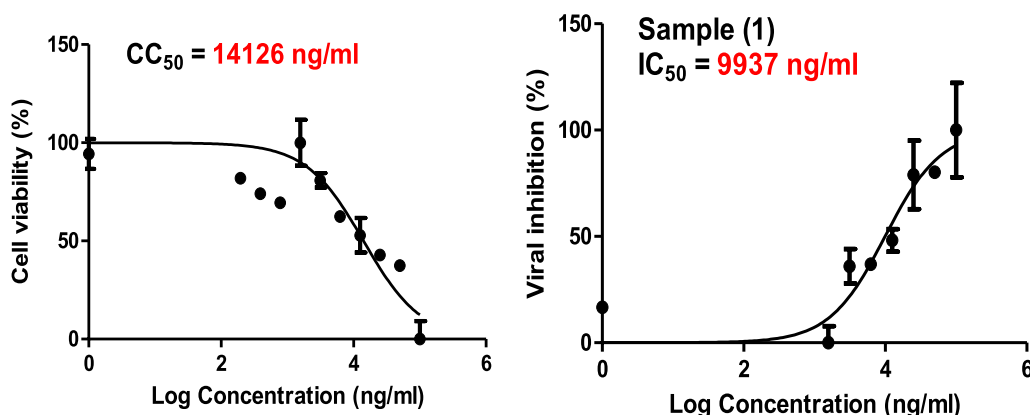 CC50 = 14126 ng/ml
Cell viability (%)
150
100
50
0
0
2
4
6
Log Concentration (ng/ml)
Sample (1)
IC50 = 9937 ng/ml
Viral inhibition (%)
150
100
50
0
0
2
4
6
Log Concentration (ng/ml)